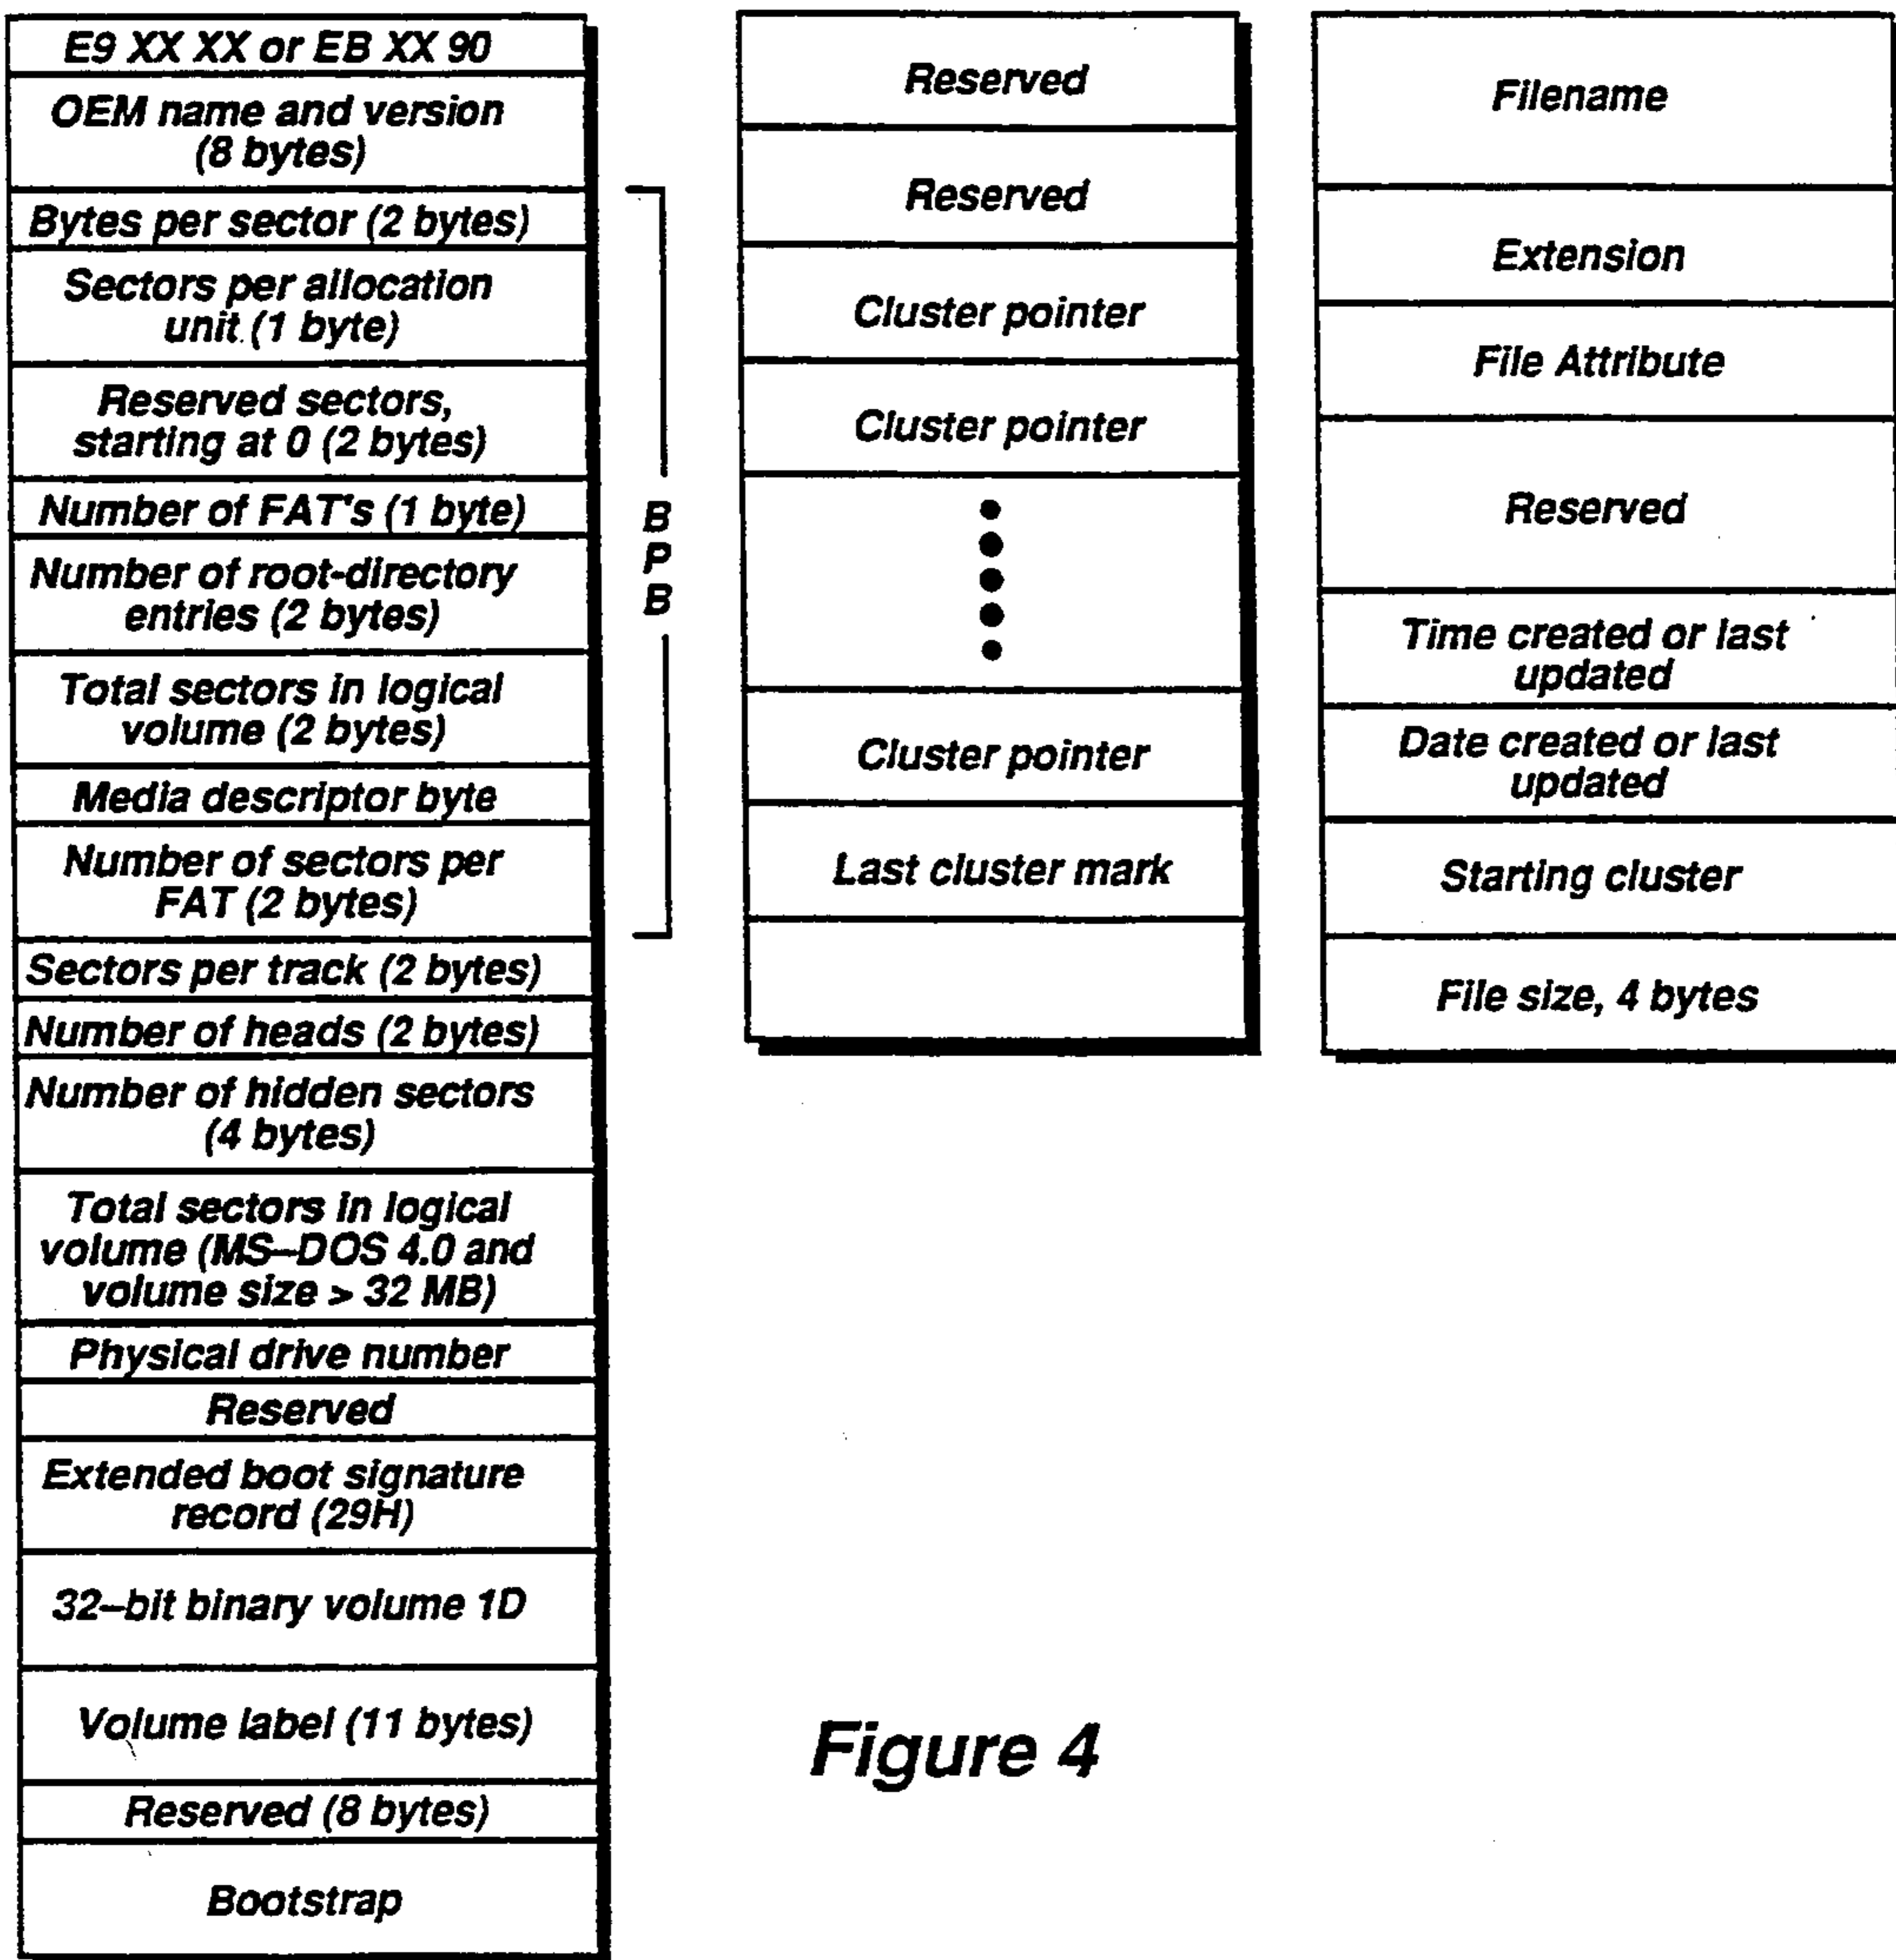 E9 XX XX or EB XX 90
OEM name and version
(8 bytes)
Bytes per sector (2 bytes)
Sectors per allocation
unit (1 byte)
Reserved sectors,
starting at 0 (2 bytes)
Number of FAT's (1 byte)
Number of root-directory
entries (2 bytes)
Total sectors in logical
volume (2 bytes)
Media descriptor byte
Number of sectors per
FAT (2 bytes)
Sectors per track (2 bytes)
Number of heads (2 bytes)
Number of hidden sectors
(4 bytes)
Total sectors in logical
volume (MS–DOS 4.0 and
volume size > 32 MB)
Physical drive number
Reserved
Extended boot signature
record (29H)
32–bit binary volume 1D
Volume label (11 bytes)
Reserved (8 bytes)
Bootstrap
B
P
B
Reserved
Reserved
Cluster pointer
Cluster pointer
Cluster pointer
Last cluster mark
Filename
Extension
File Attribute
Reserved
Time created or last
updated
Date created or last
updated
Starting cluster
File size, 4 bytes
Figure 4